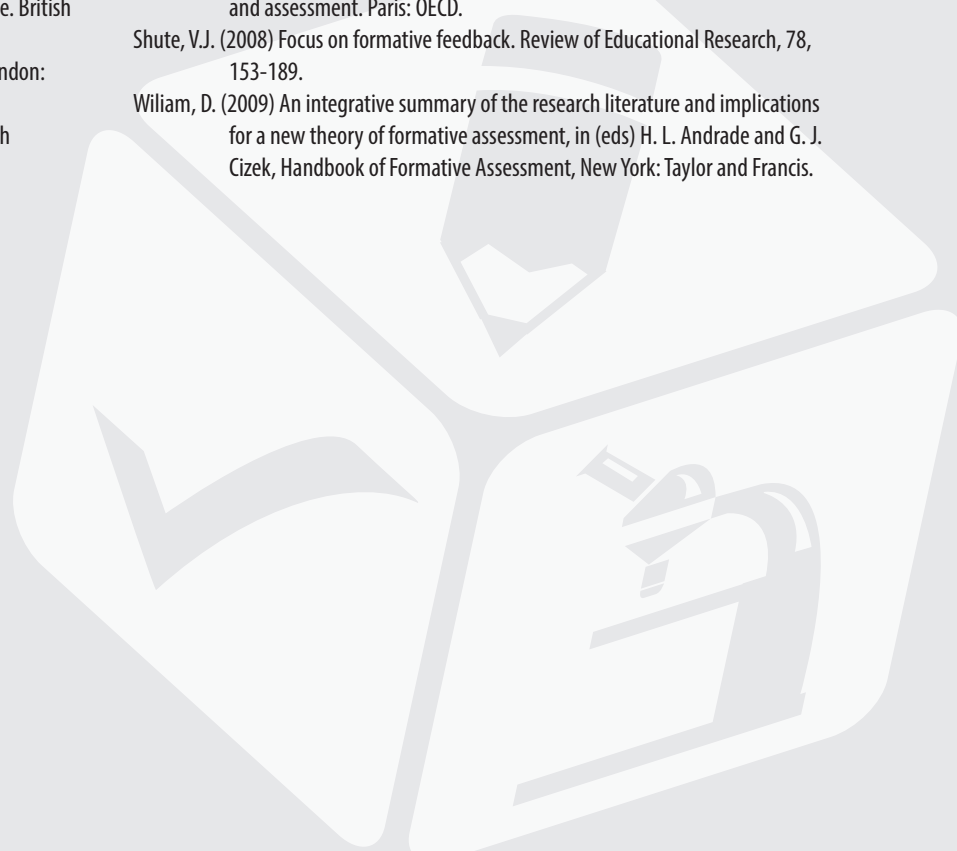 e. British
ndon:
h
and assessment. Paris: OECD.
Shute, V.J. (2008) Focus on formative feedback. Review of Educational Research, 78,
153-189.
Wiliam, D. (2009) An integrative summary of the research literature and implications
for a new theory of formative assessment, in (eds) H. L. Andrade and G. J.
Cizek, Handbook of Formative Assessment, New York: Taylor and Francis.